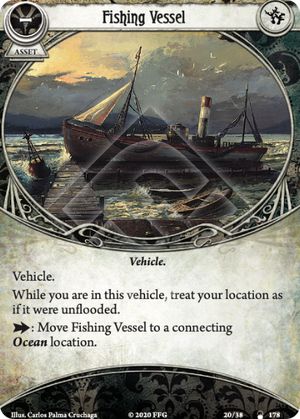 Fishing Vessel
ASSET
Vehicle.
Vehicle.
While you are in this vehicle, treat your location as
if it were unflooded.
: Move Fishing Vessel to a connecting
Ocean location.
Illus. Carlos Palma Cruchaga
© 2020 FFG
20/38
178